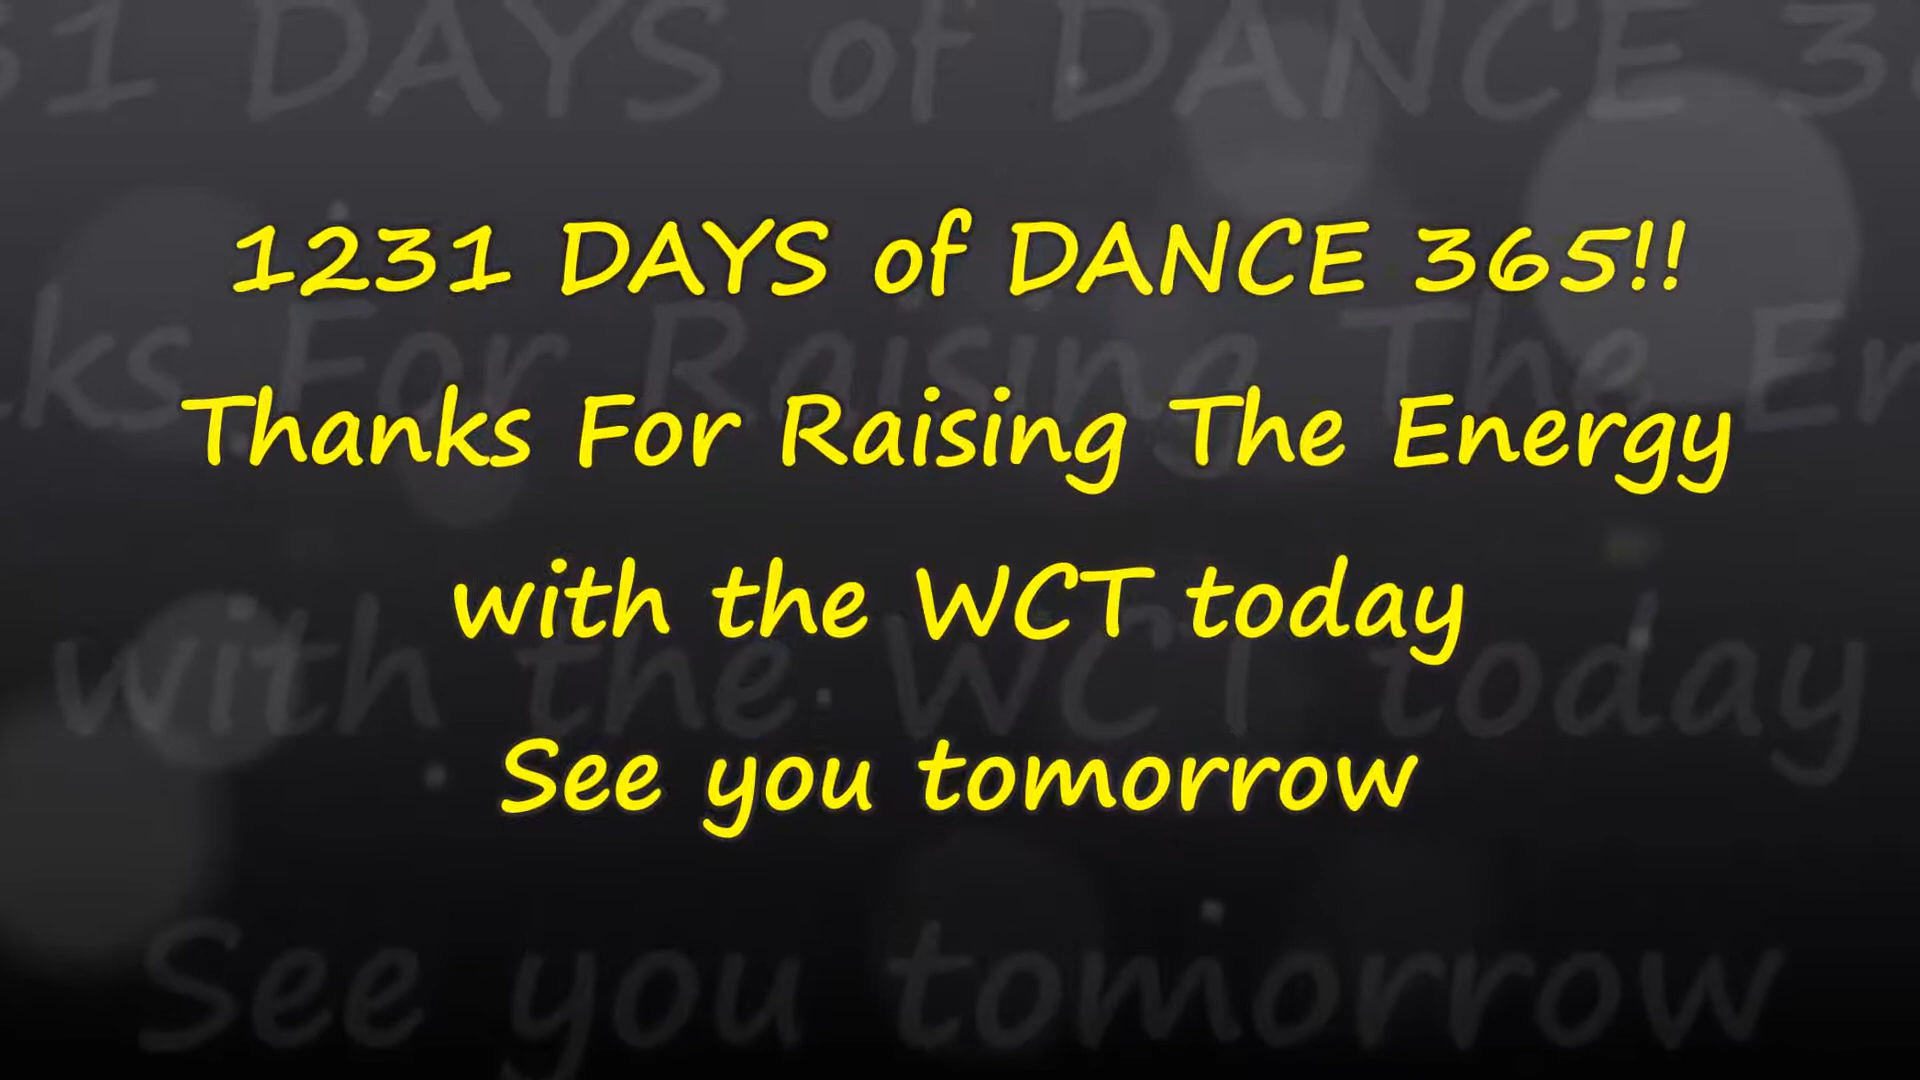 1231 DAYS of DANCE 365!!
Thanks For Raising The Energy
with the WCT today
See you tomorrow